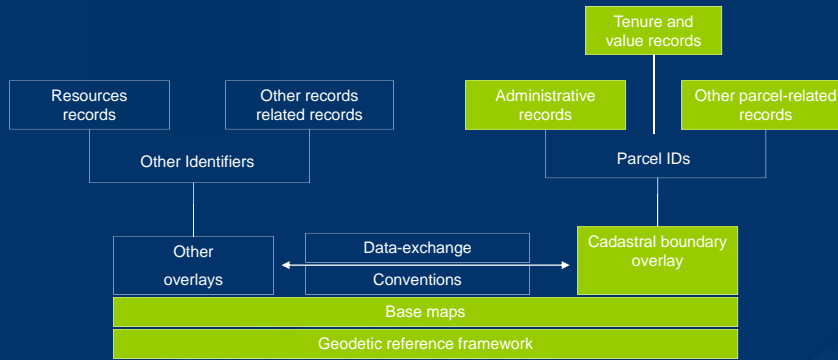 Tenure and
value records
Resources
records
Other records
related records
Administrative
records
Other parcel-related
records
Other Identifiers
Parcel IDs
Other
overlays
Data-exchange
Conventions
Cadastral boundary
overlay
Base maps
Geodetic reference framework